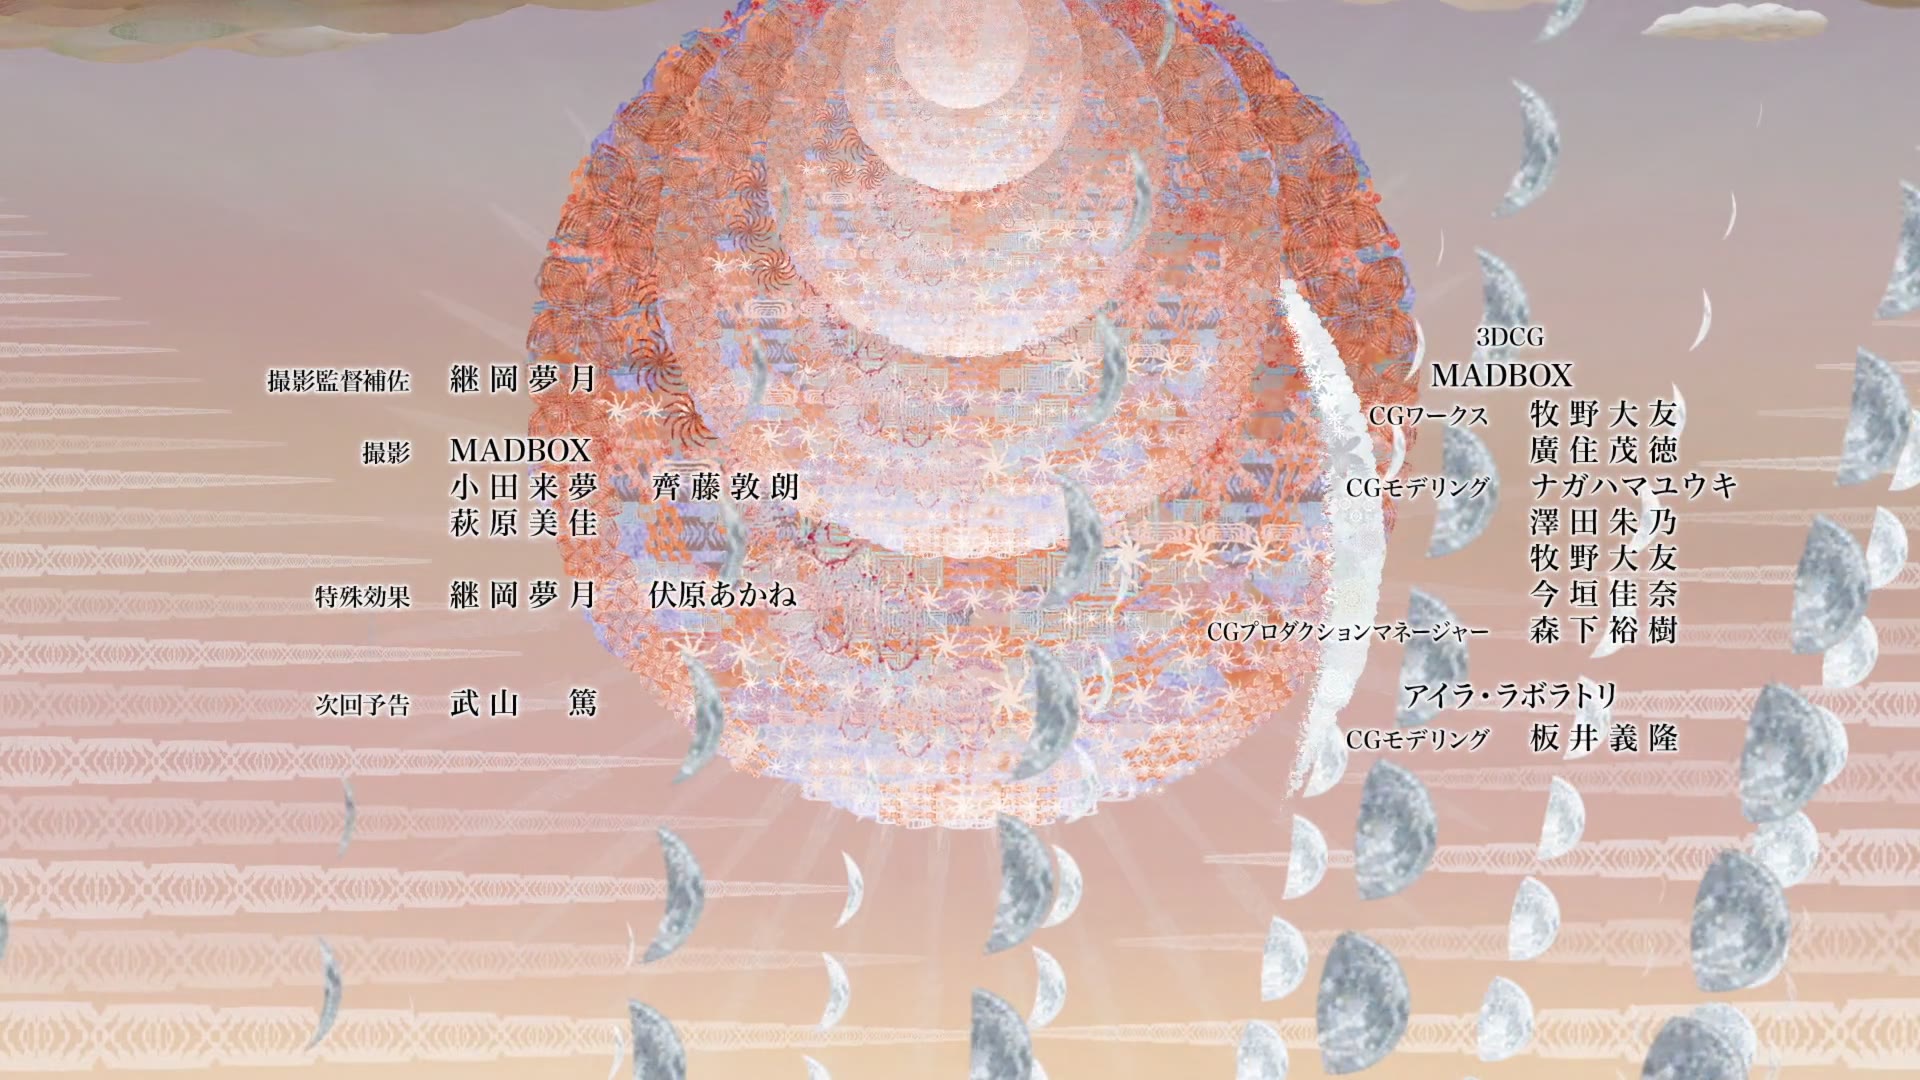 撮影監督補佐 継岡夢月
撮影 MADBOX
小田来夢 齊藤敦朗
萩原美佳
特殊効果 継岡夢月 伏原あかね
次回予告 武山 篤
3DCG
MADBOX
CGワークス 牧野大友
廣住茂徳
CGモデリング ナガハマユウキ
澤田朱乃
牧野大友
今垣佳奈
CGプロダクションマネージャー 森下裕樹
アイラ・ラボラトリ
CGモデリング 板井義隆